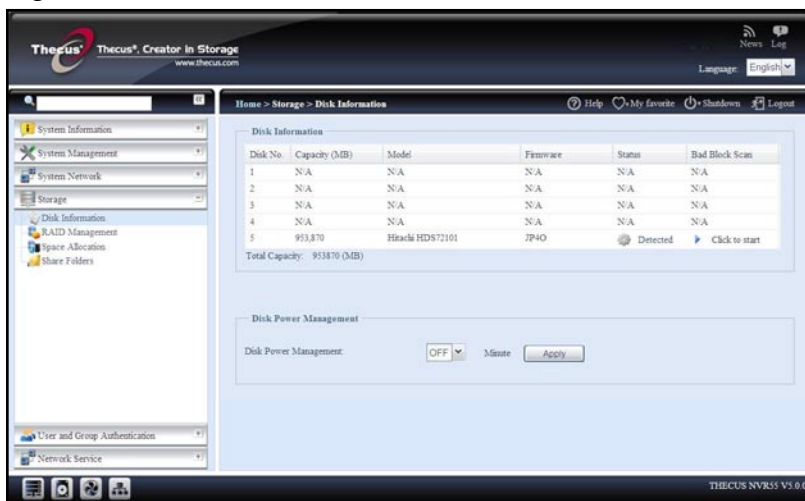 Thecus® Thecus®, Creator in Storage
www.thecus.com
News Log
Language: English
Home > Storage > Disk Information
Help My favorite Shutdown Logout
System Information
System Management
System Network
Storage
Disk Information
RAID Management
Space Allocation
Share Folders
User and Group Authentication
Network Service
Disk Information
Disk No. Capacity (MB) Model Firmware Status Bad Block Scan
1 N/A N/A N/A N/A N/A
2 N/A N/A N/A N/A N/A
3 N/A N/A N/A N/A N/A
4 N/A N/A N/A N/A N/A
5 953,870 Hitachi HDS72101 JP4O Detected Click to start
Total Capacity: 953870 (MB)
Disk Power Management
Disk Power Management: OFF Minute Apply
THECUS NVR55 V5.0.0